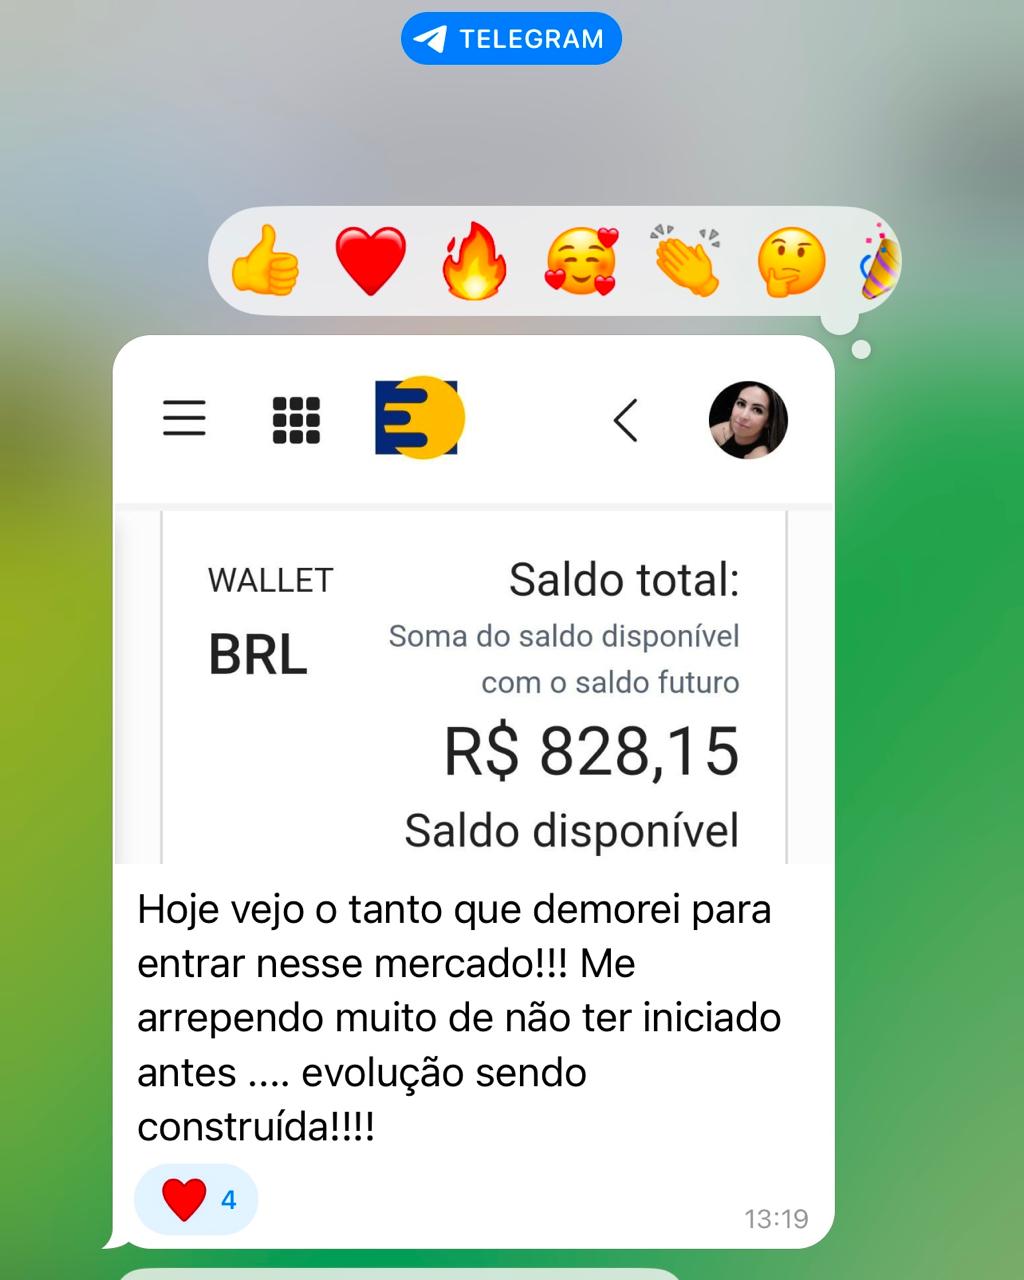 TELEGRAM
WALLET
BRL
Saldo total:
Soma do saldo disponível
com o saldo futuro
R$ 828,15
Saldo disponível
Hoje vejo o tanto que demorei para
entrar nesse mercado!!! Me
arrependo muito de não ter iniciado
antes .... evolução sendo
construída!!!!
4
13:19